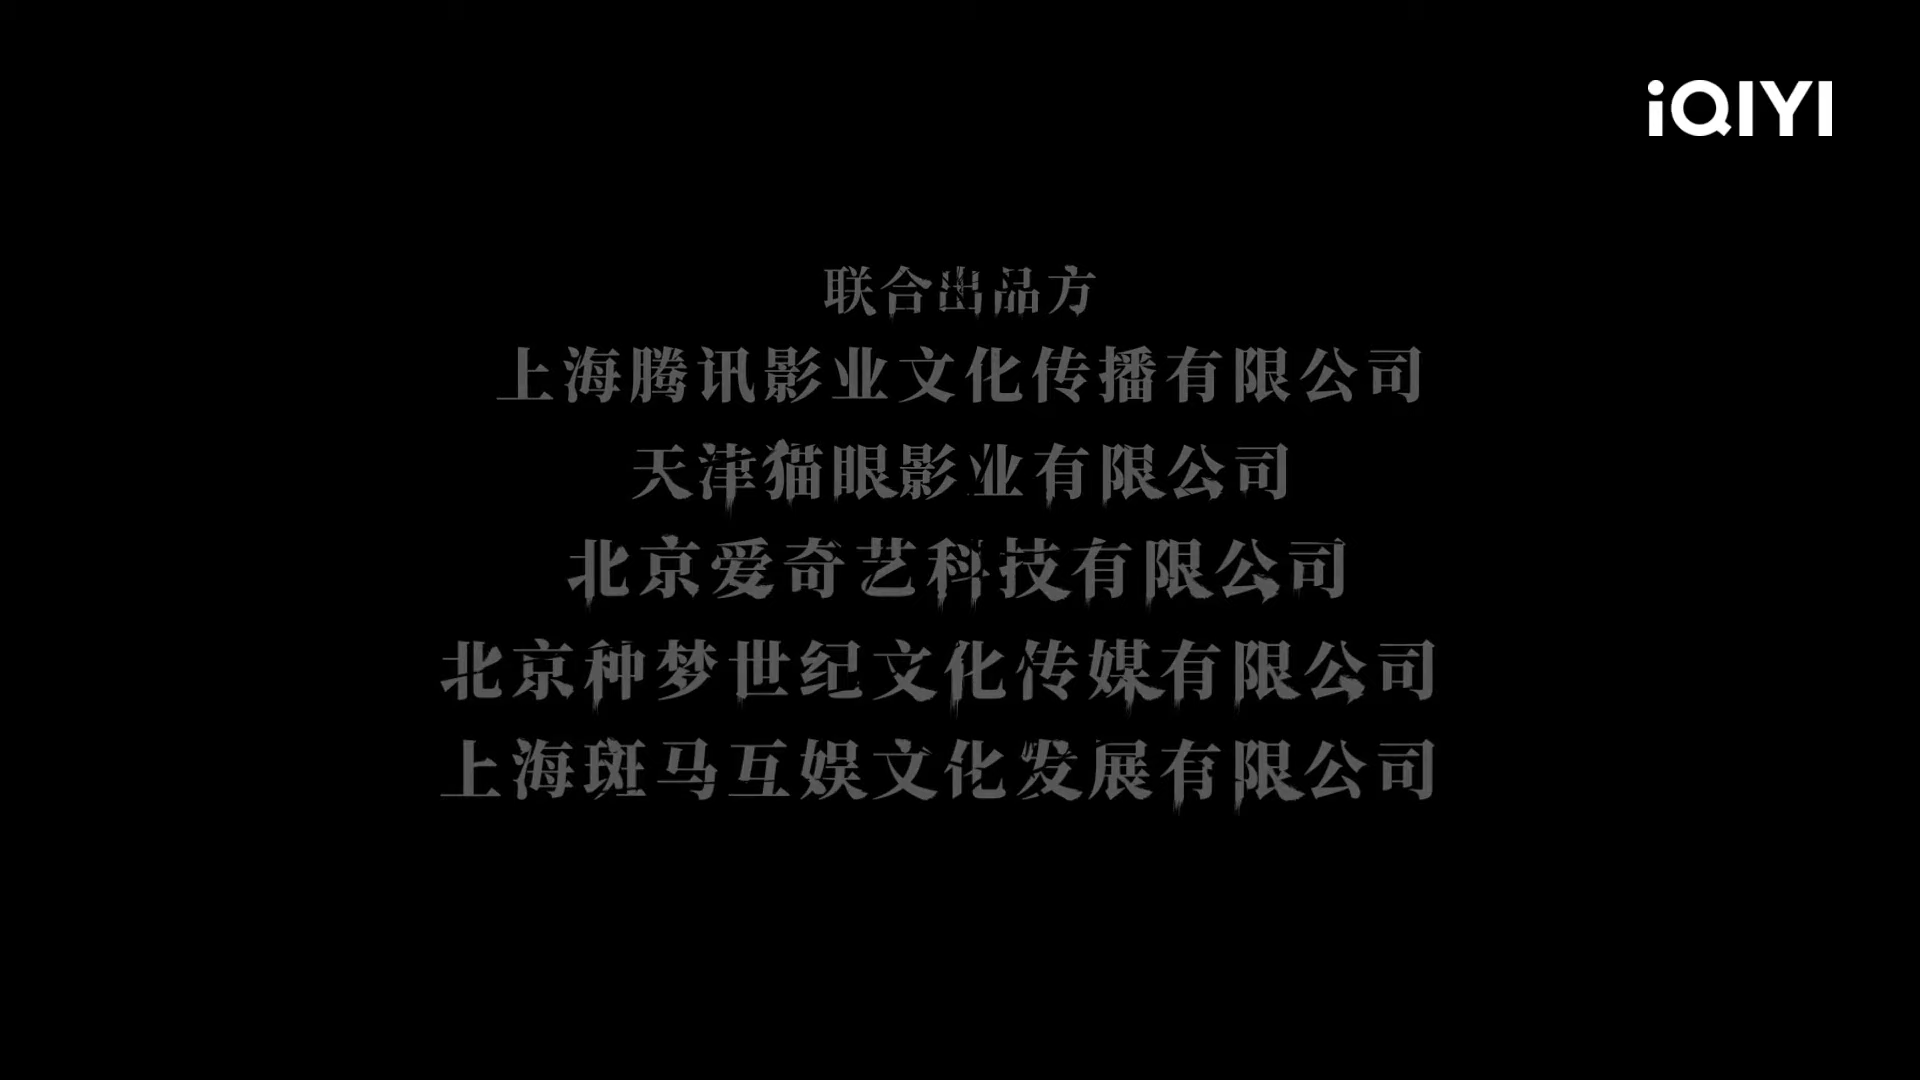 iQIYI
联合出品方
上海腾讯影业文化传播有限公司
天津猫眼影业有限公司
北京爱奇艺科技有限公司
北京种梦世纪文化传媒有限公司
上海斑马互娱文化发展有限公司